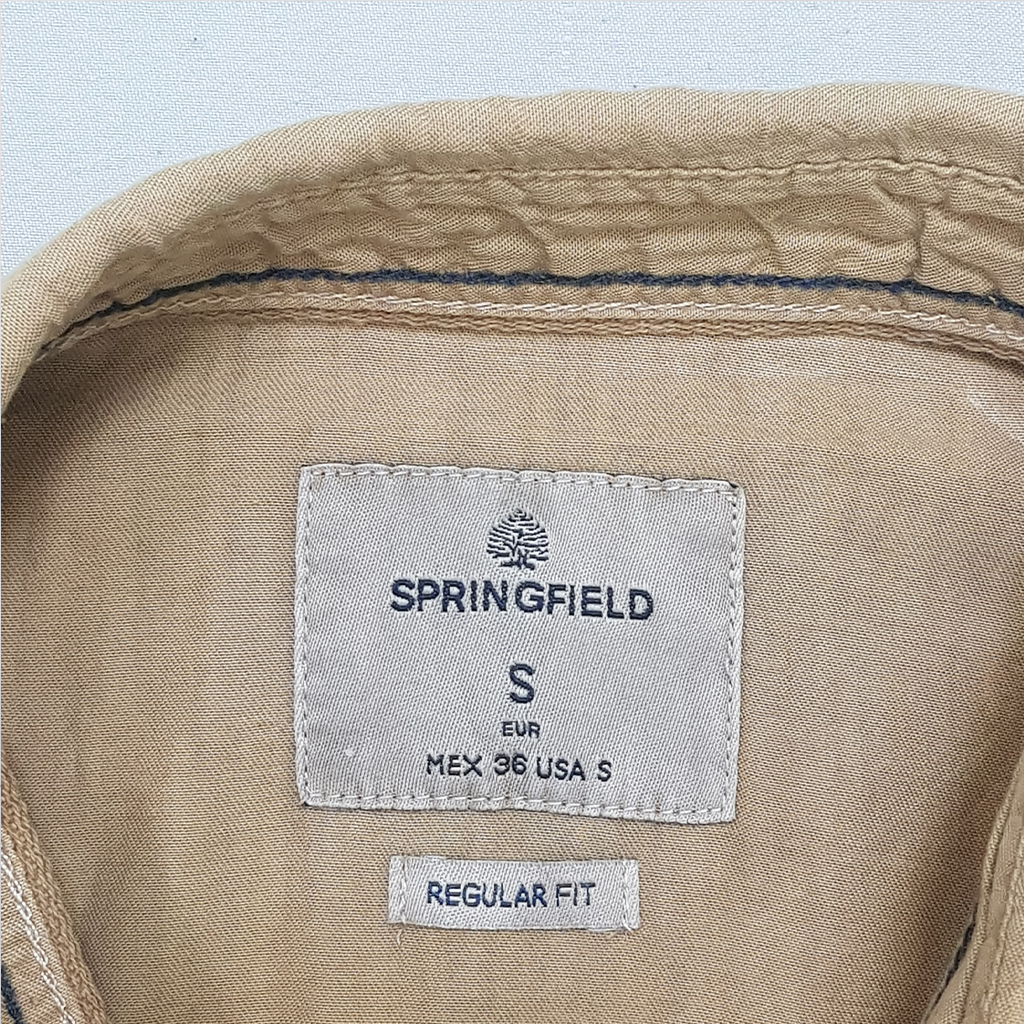 SPRINGFIELD
S
EUR
MEX 36 USA S
REGULAR FIT